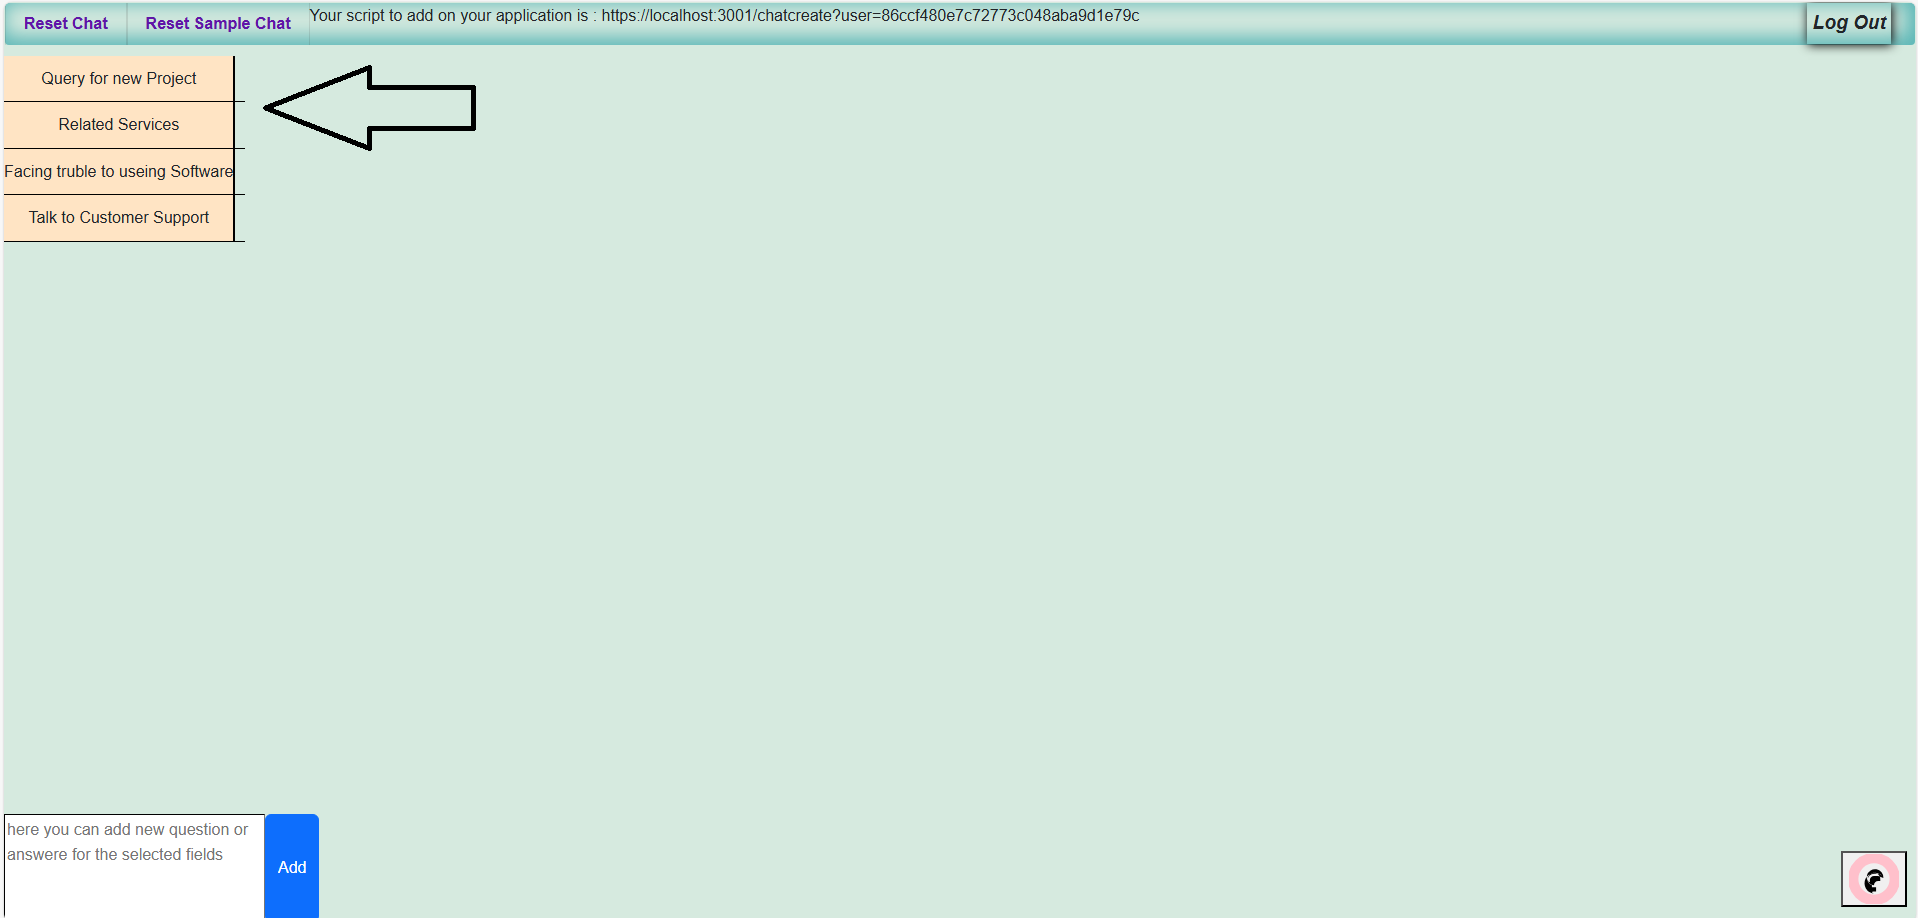 Reset Chat
Reset Sample Chat
Your script to add on your application is : https://localhost:3001/chatcreate?user=86ccf480e7c72773c048aba9d1e79c
Log Out
Query for new Project
Related Services
Facing truble to useing Software
Talk to Customer Support
here you can add new question or
answere for the selected fields
Add